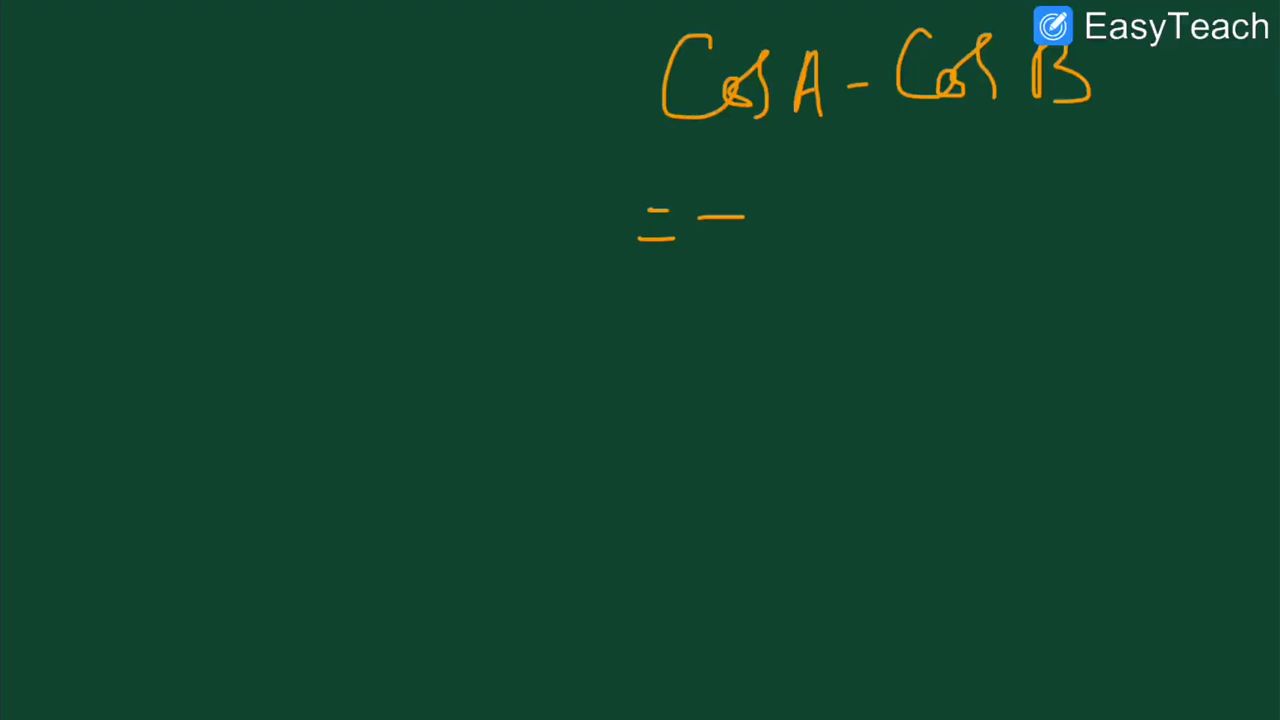 EasyTeach
Cos A - Cos B
= -